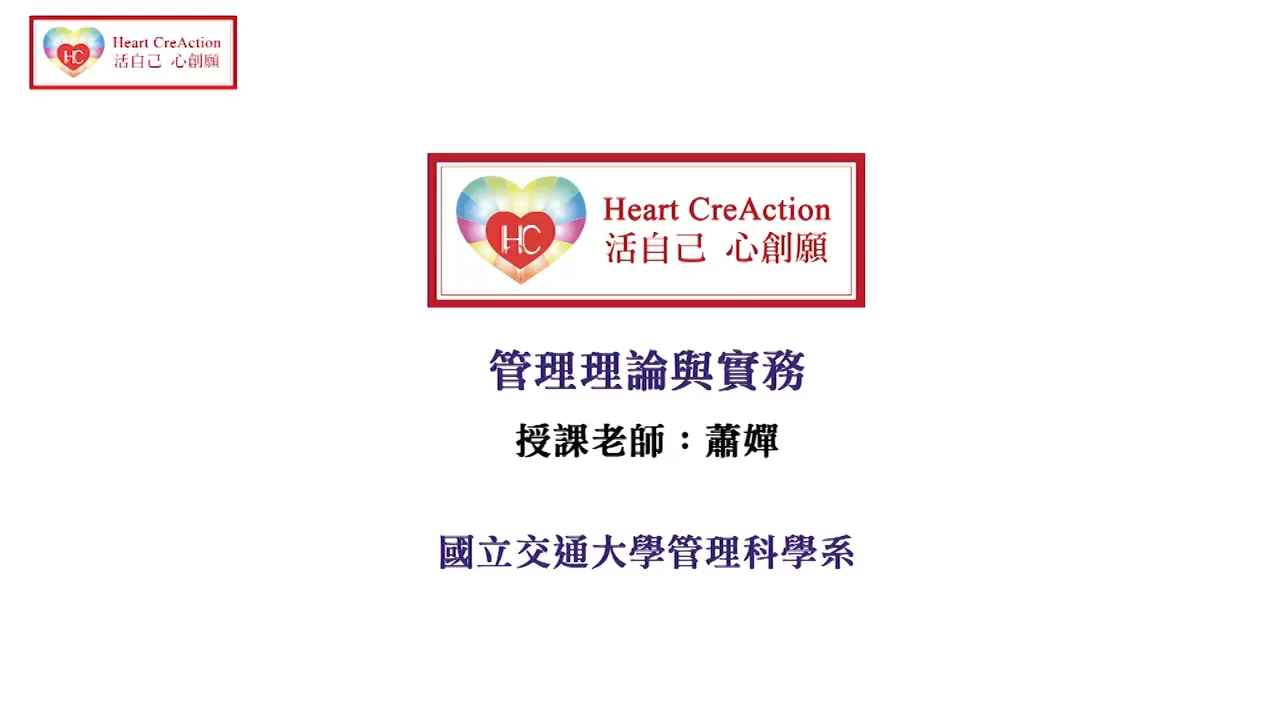 Heart CreAction
活自己 心創願
HC
Heart CreAction
活自己 心創願
HC
管理理論與實務
授課老師：蕭嬋
國立交通大學管理科學系